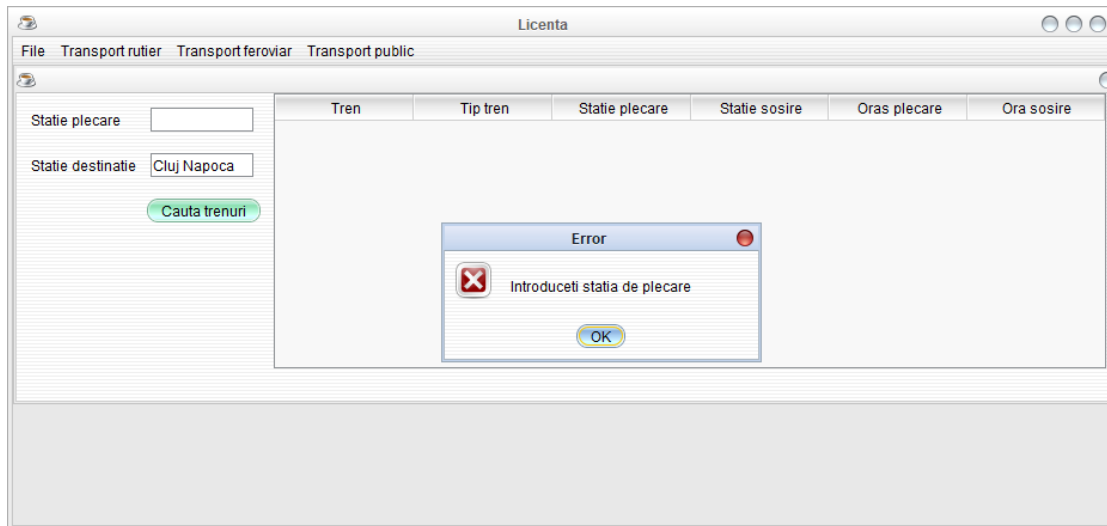 Licenta
File Transport rutier Transport feroviar Transport public
Tren Tip tren Statie plecare Statie sosire Oras plecare Ora sosire
Statie plecare
Statie destinatie Cluj Napoca
Cauta trenuri
Error
Introduceti statia de plecare
OK